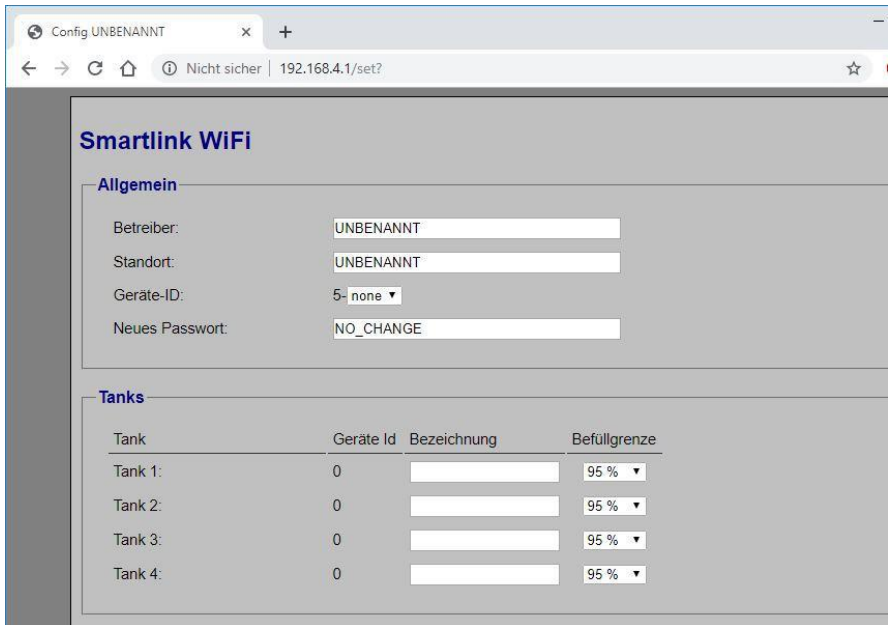 Config UNBENANNT
Nicht sicher | 192.168.4.1/set?
Smartlink WiFi
Allgemein
Betreiber: UNBENANNT
Standort: UNBENANNT
Geräte-ID: 5- none
Neues Passwort: NO_CHANGE
Tanks
Tank Geräte Id Bezeichnung Befüllgrenze
Tank 1: 0 95 %
Tank 2: 0 95 %
Tank 3: 0 95 %
Tank 4: 0 95 %